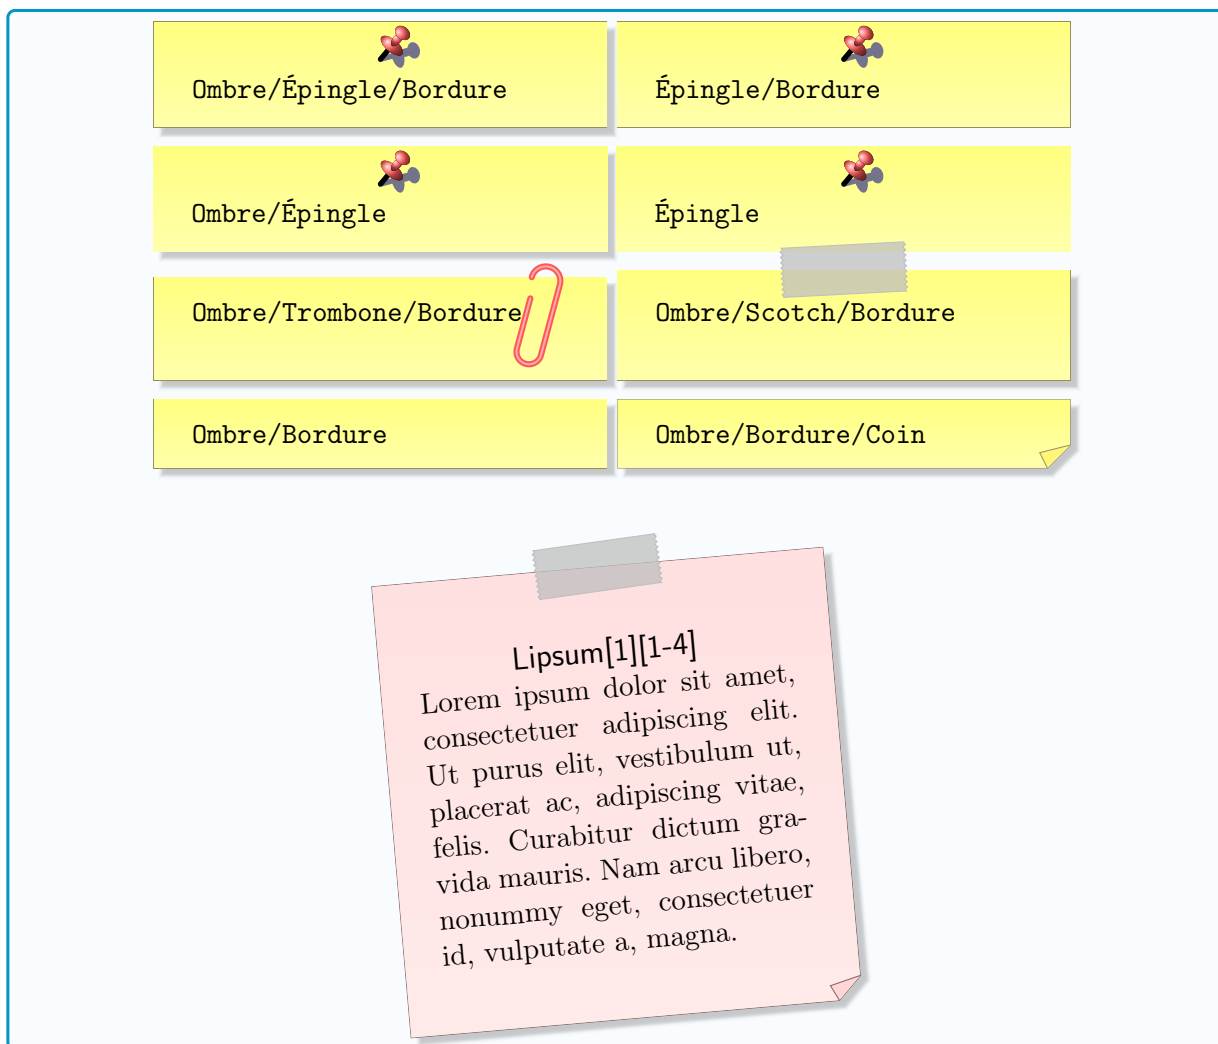 Ombre/Épingle/Bordure
Épingle/Bordure
Ombre/Épingle
Épingle
Ombre/Trombone/Bordure
Ombre/Scotch/Bordure
Ombre/Bordure
Ombre/Bordure/Coin
Lipsum[1][1-4]
Lorem ipsum dolor sit amet,
consectetuer adipiscing elit.
Ut purus elit, vestibulum ut,
placerat ac, adipiscing vitae,
felis. Curabitur dictum gra-
vida mauris. Nam arcu libero,
nonummy eget, consectetuer
id, vulputate a, magna.